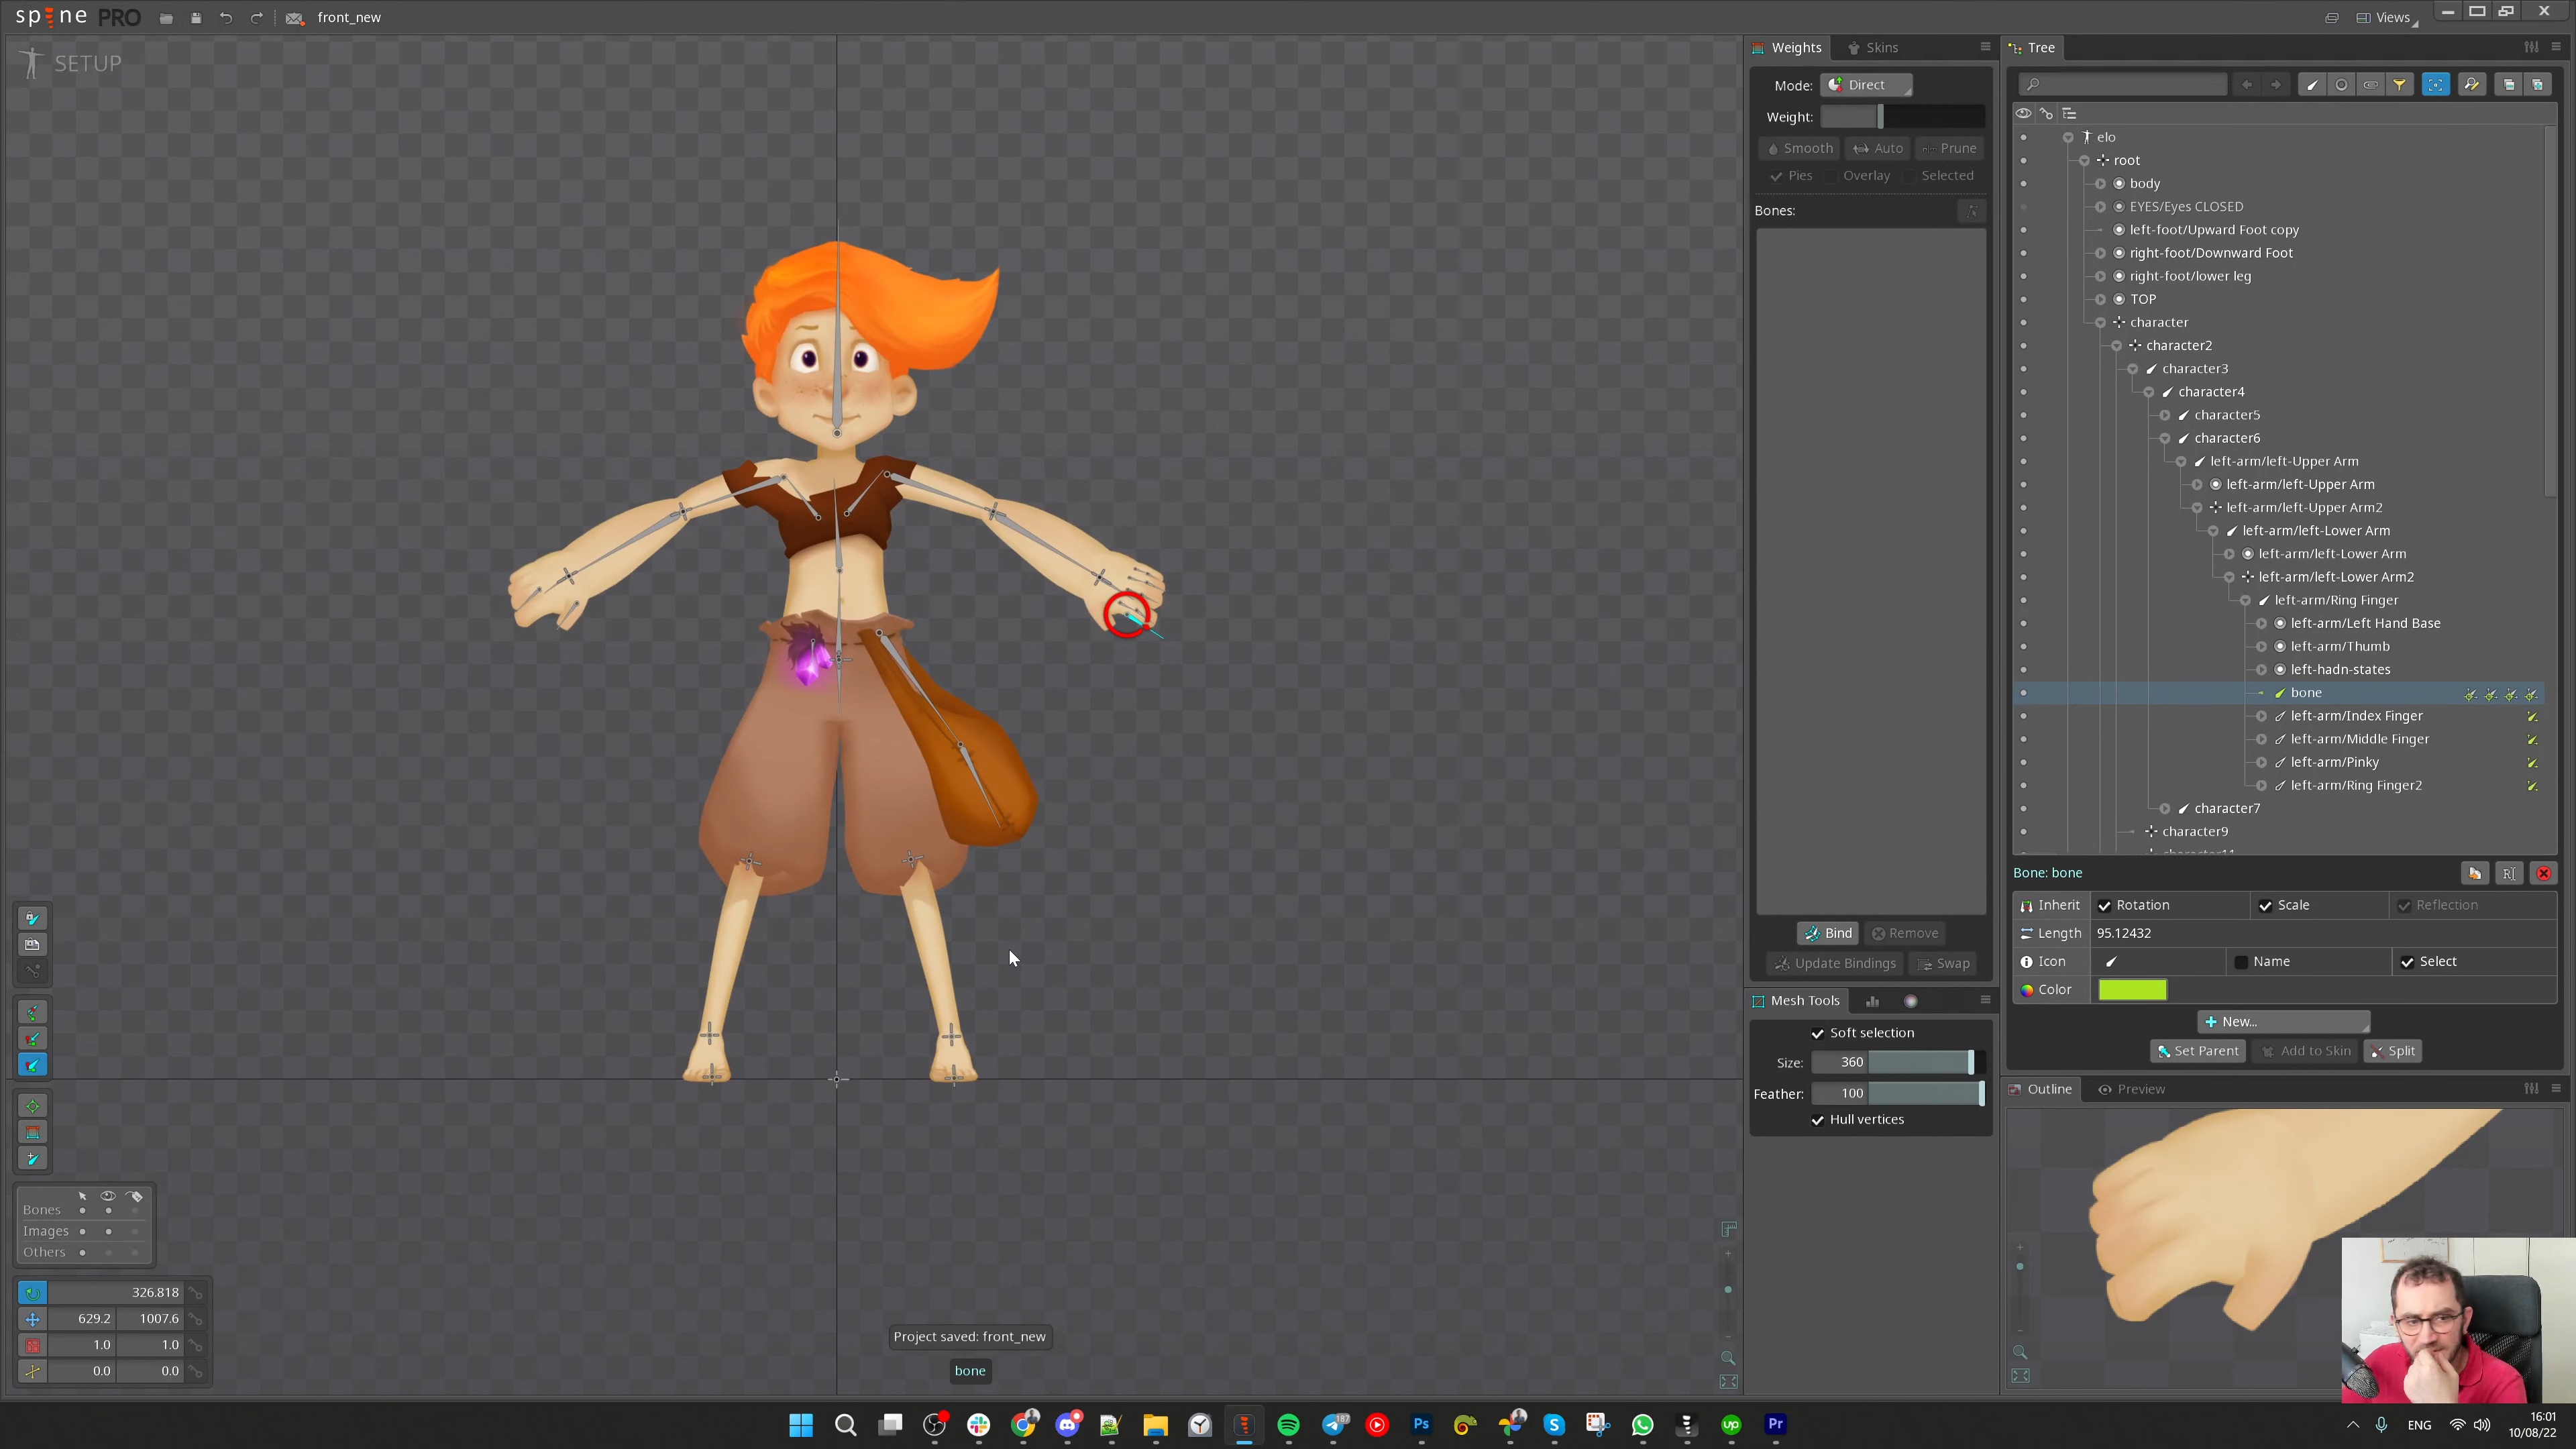 spine PRO
front_new
Views
SETUP
Weights
Skins
Mode:
Direct
Weight:
Smooth
Auto
Prune
Pies
Overlay
Selected
Bones:
Bind
Remove
Update Bindings
Swap
Mesh Tools
Soft selection
Size:
360
Feather:
100
Hull vertices
Tree
elo
root
body
EYES/Eyes CLOSED
left-foot/Upward Foot copy
right-foot/Downward Foot
right-foot/lower leg
TOP
character
character2
character3
character4
character5
character6
left-arm/left-Upper Arm
left-arm/left-Upper Arm
left-arm/left-Upper Arm2
left-arm/left-Lower Arm
left-arm/left-Lower Arm
left-arm/left-Lower Arm2
left-arm/Ring Finger
left-arm/Left Hand Base
left-arm/Thumb
left-hadn-states
bone
left-arm/Index Finger
left-arm/Middle Finger
left-arm/Pinky
left-arm/Ring Finger2
character7
character9
Bone: bone
Inherit
Rotation
Scale
Reflection
Length
95.12432
Icon
Name
Select
Color
New...
Set Parent
Add to Skin
Split
Outline
Preview
Bones
Images
Others
326.818
629.2
1007.6
1.0
1.0
0.0
0.0
Project saved: front_new
bone
187
Ps
up
Pr
ENG
16:01
10/08/22